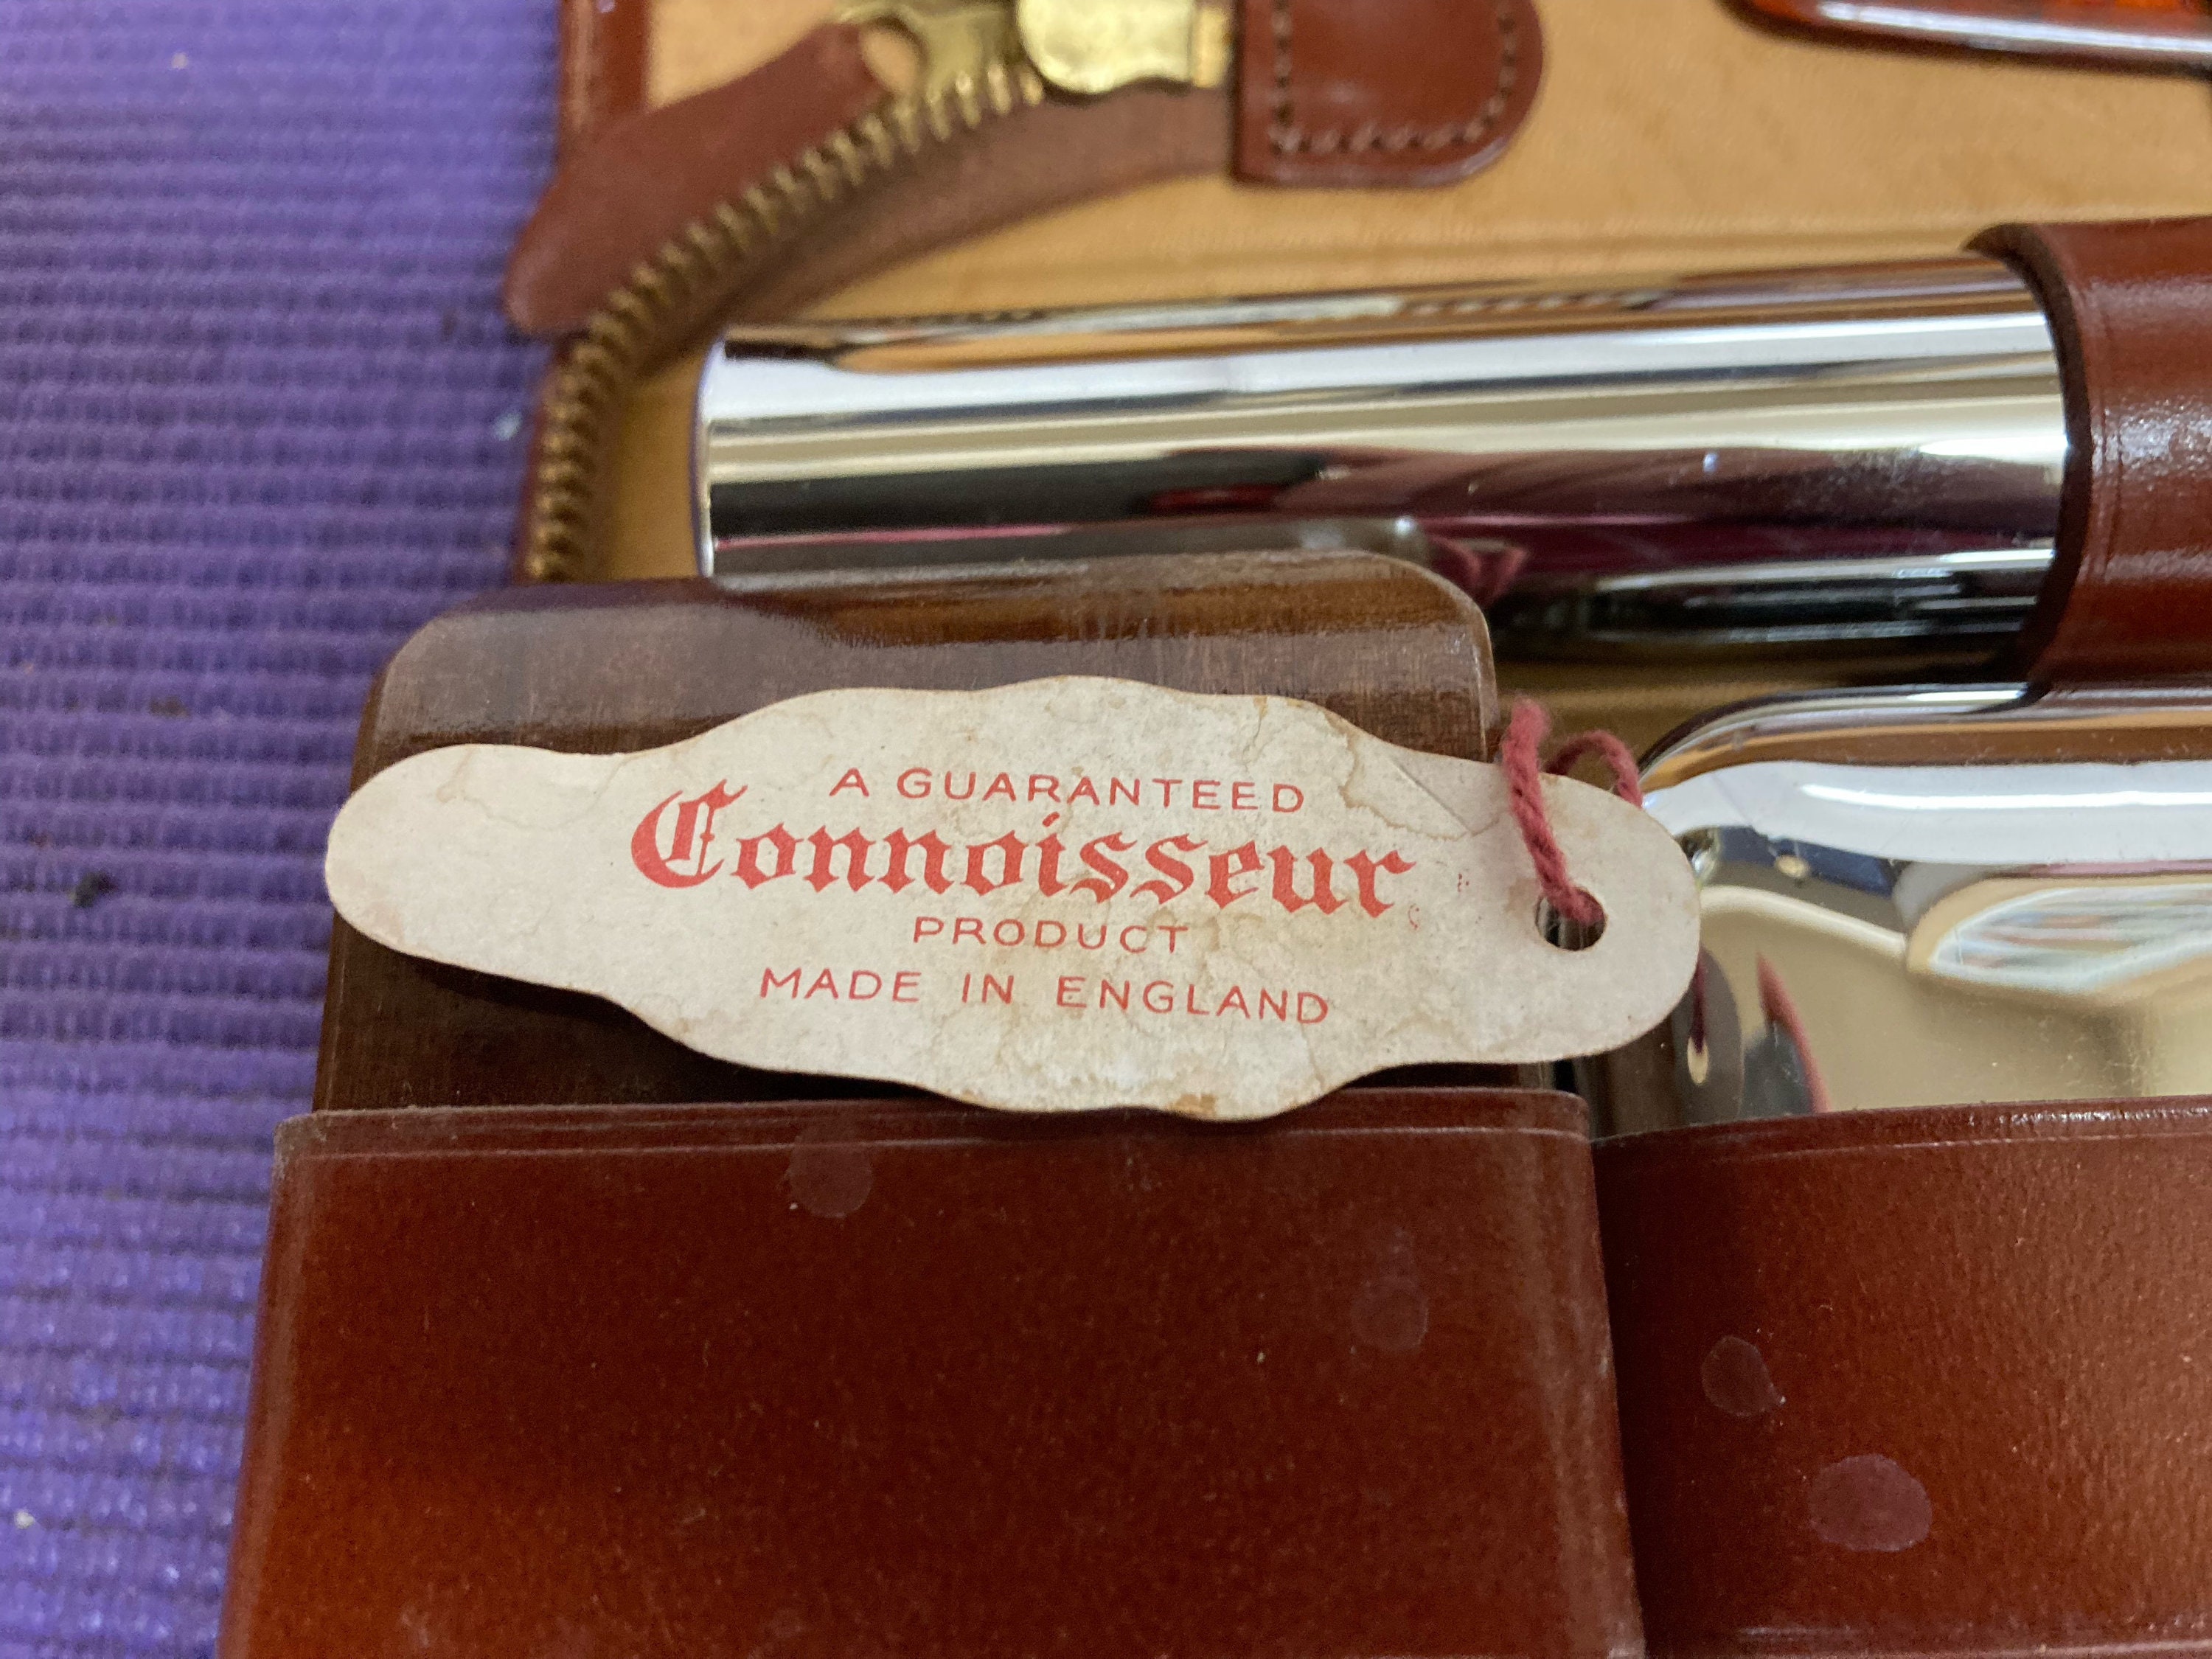 A GUARANTEED
Connoisseur
PRODUCT
MADE IN ENGLAND